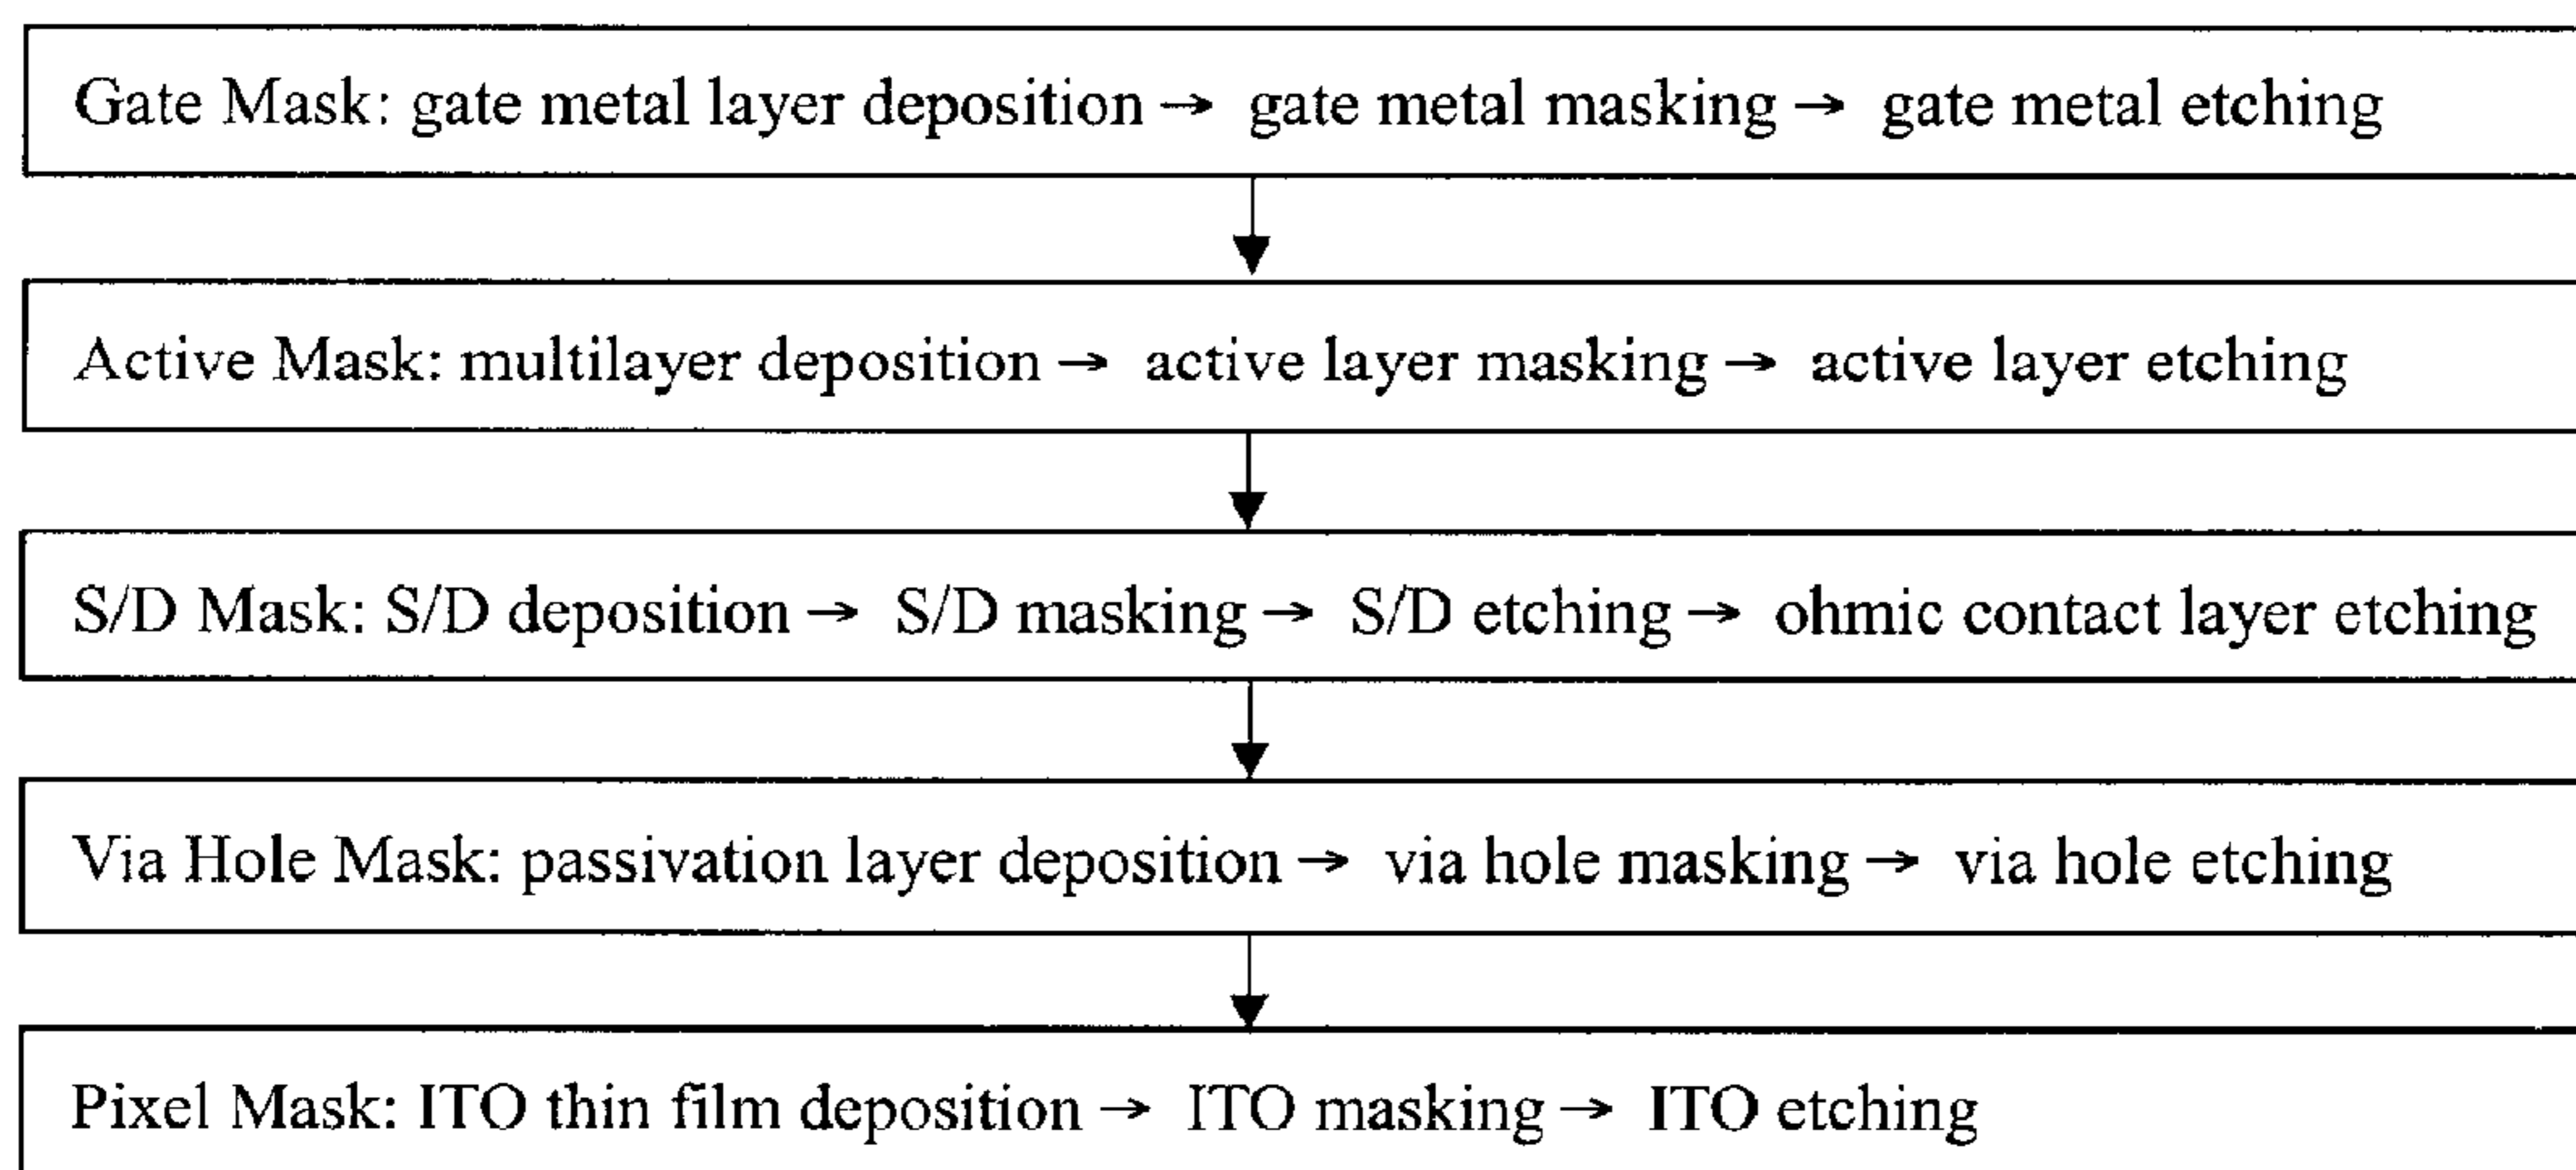 Gate Mask: gate metal layer deposition → gate metal masking → gate metal etching
Active Mask: multilayer deposition → active layer masking → active layer etching
S/D Mask: S/D deposition → S/D masking → S/D etching → ohmic contact layer etching
Via Hole Mask: passivation layer deposition → via hole masking → via hole etching
Pixel Mask: ITO thin film deposition → ITO masking → ITO etching